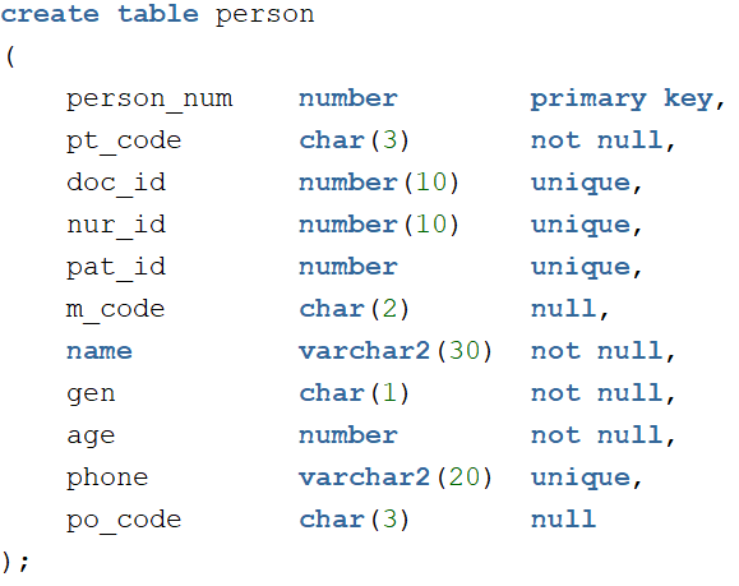 create table person
(
person_num number primary key,
pt_code char(3) not null,
doc_id number(10) unique,
nur_id number(10) unique,
pat_id number unique,
m_code char(2) null,
name varchar2(30) not null,
gen char(1) not null,
age number not null,
phone varchar2(20) unique,
po_code char(3) null
);